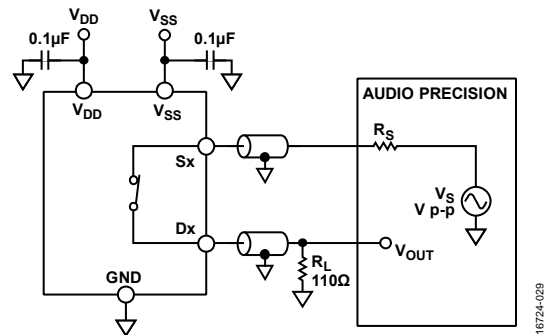 VDD
VSS
0.1µF
0.1µF
VDD
VSS
AUDIO PRECISION
Sx
RS
VS
V p-p
Dx
VOUT
RL
110Ω
GND
16724-029